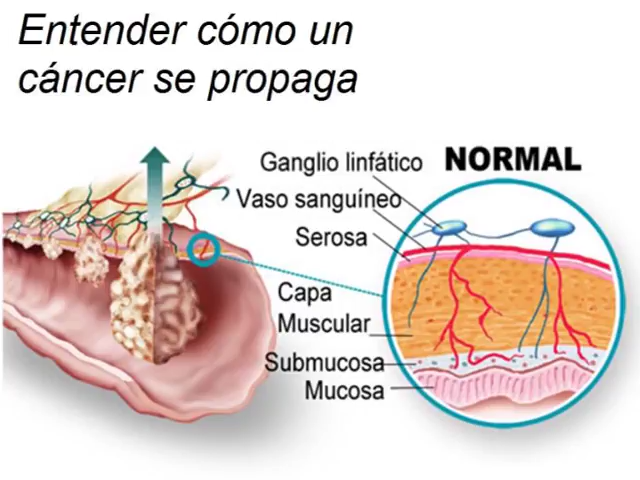 Entender cómo un
cáncer se propaga
Ganglio linfático
NORMAL
Vaso sanguíneo
Serosa
Capa
Muscular
Submucosa
Mucosa